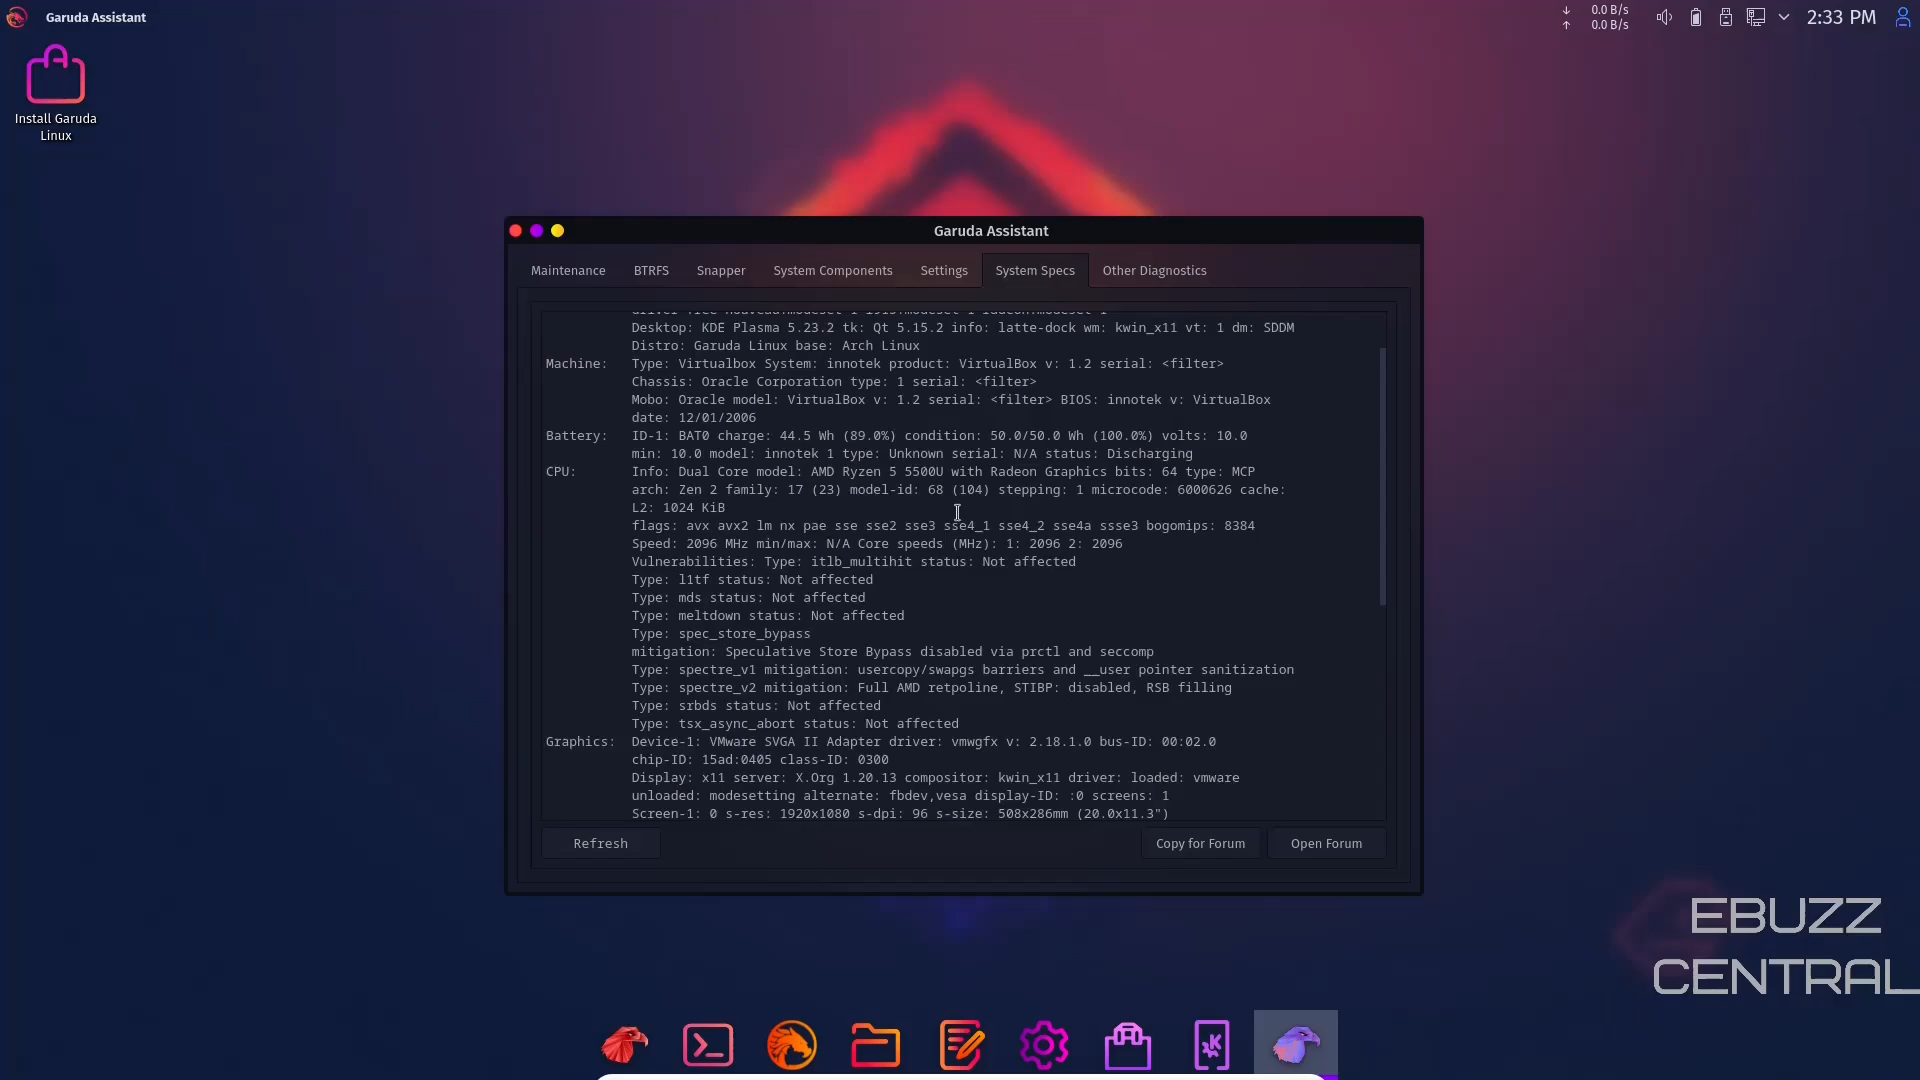 Garuda Assistant
0.0 B/s
0.0 B/s
2:33 PM
Install Garuda
Linux
Garuda Assistant
Maintenance BTRFS Snapper System Components Settings System Specs Other Diagnostics
Desktop: KDE Plasma 5.23.2 tk: Qt 5.15.2 info: latte-dock wm: kwin_x11 vt: 1 dm: SDDM
Distro: Garuda Linux base: Arch Linux
Machine: Type: Virtualbox System: innotek product: VirtualBox v: 1.2 serial: <filter>
Chassis: Oracle Corporation type: 1 serial: <filter>
Mobo: Oracle model: VirtualBox v: 1.2 serial: <filter> BIOS: innotek v: VirtualBox
date: 12/01/2006
Battery: ID-1: BAT0 charge: 44.5 Wh (89.0%) condition: 50.0/50.0 Wh (100.0%) volts: 10.0
min: 10.0 model: innotek 1 type: Unknown serial: N/A status: Discharging
CPU: Info: Dual Core model: AMD Ryzen 5 5500U with Radeon Graphics bits: 64 type: MCP
arch: Zen 2 family: 17 (23) model-id: 68 (104) stepping: 1 microcode: 6000626 cache:
L2: 1024 KiB
flags: avx avx2 lm nx pae sse sse2 sse3 sse4_1 sse4_2 sse4a ssse3 bogomips: 8384
Speed: 2096 MHz min/max: N/A Core speeds (MHz): 1: 2096 2: 2096
Vulnerabilities: Type: itlb_multihit status: Not affected
Type: l1tf status: Not affected
Type: mds status: Not affected
Type: meltdown status: Not affected
Type: spec_store_bypass
mitigation: Speculative Store Bypass disabled via prctl and seccomp
Type: spectre_v1 mitigation: usercopy/swapgs barriers and __user pointer sanitization
Type: spectre_v2 mitigation: Full AMD retpoline, STIBP: disabled, RSB filling
Type: srbds status: Not affected
Type: tsx_async_abort status: Not affected
Graphics: Device-1: VMware SVGA II Adapter driver: vmwgfx v: 2.18.1.0 bus-ID: 00:02.0
chip-ID: 15ad:0405 class-ID: 0300
Display: x11 server: X.Org 1.20.13 compositor: kwin_x11 driver: loaded: vmware
unloaded: modesetting alternate: fbdev,vesa display-ID: :0 screens: 1
Screen-1: 0 s-res: 1920x1080 s-dpi: 96 s-size: 508x286mm (20.0x11.3")
Refresh Copy for Forum Open Forum
EBUZZ
CENTRAL